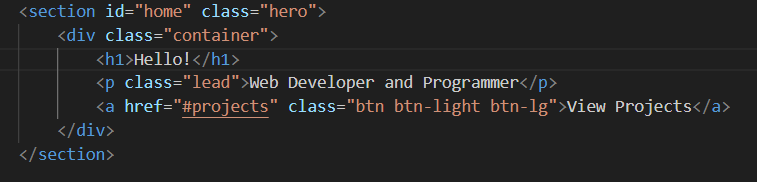 <section id="home" class="hero">
<div class="container">
<h1>Hello!</h1>
<p class="lead">Web Developer and Programmer</p>
<a href="#projects" class="btn btn-light btn-lg">View Projects</a>
</div>
</section>